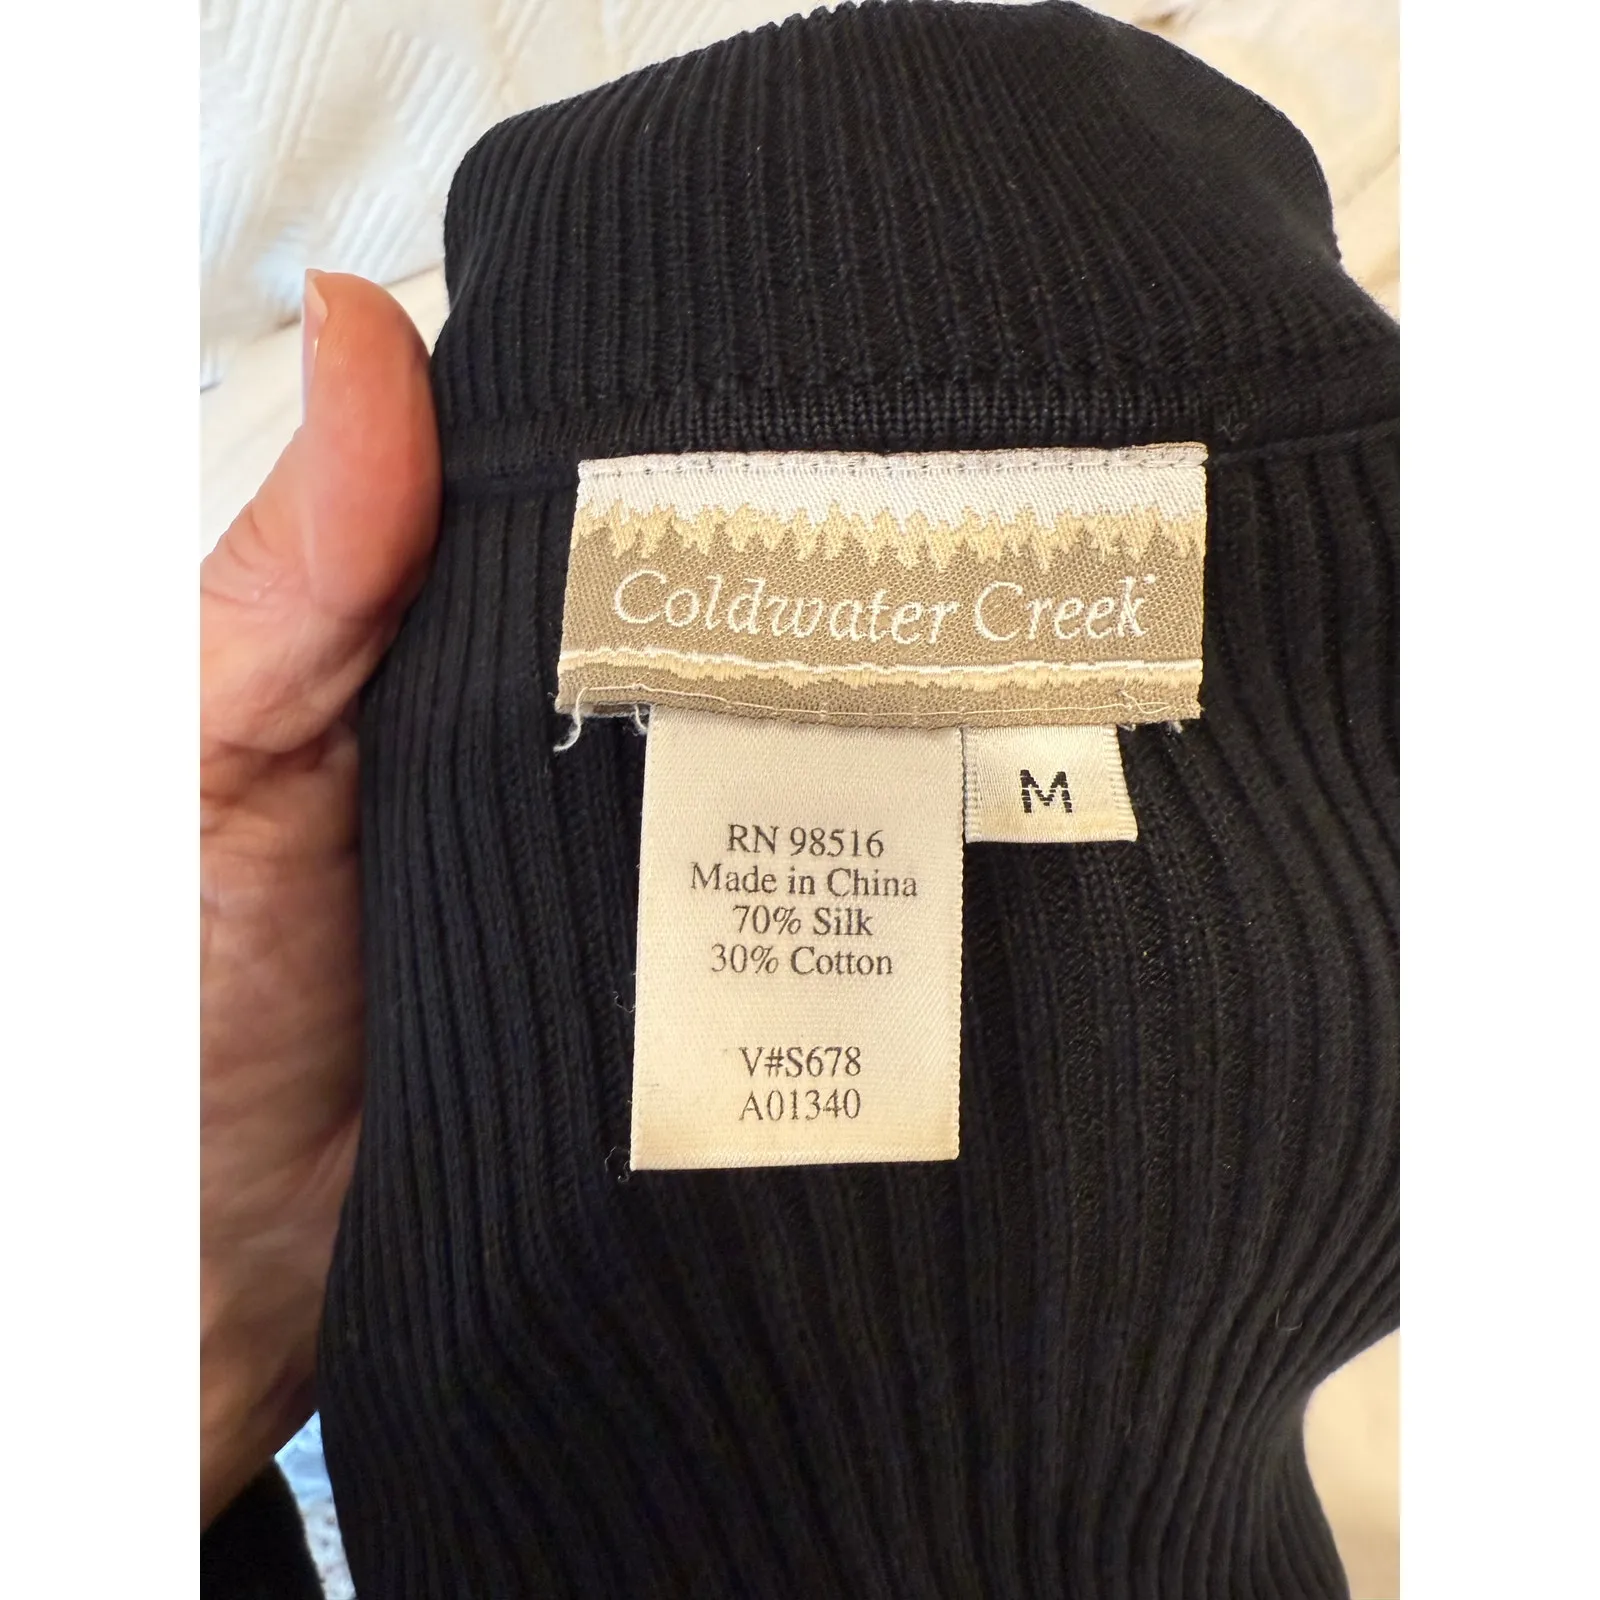 Coldwater Creek
M
RN 98516
Made in China
70% Silk
30% Cotton
V#S678
A01340